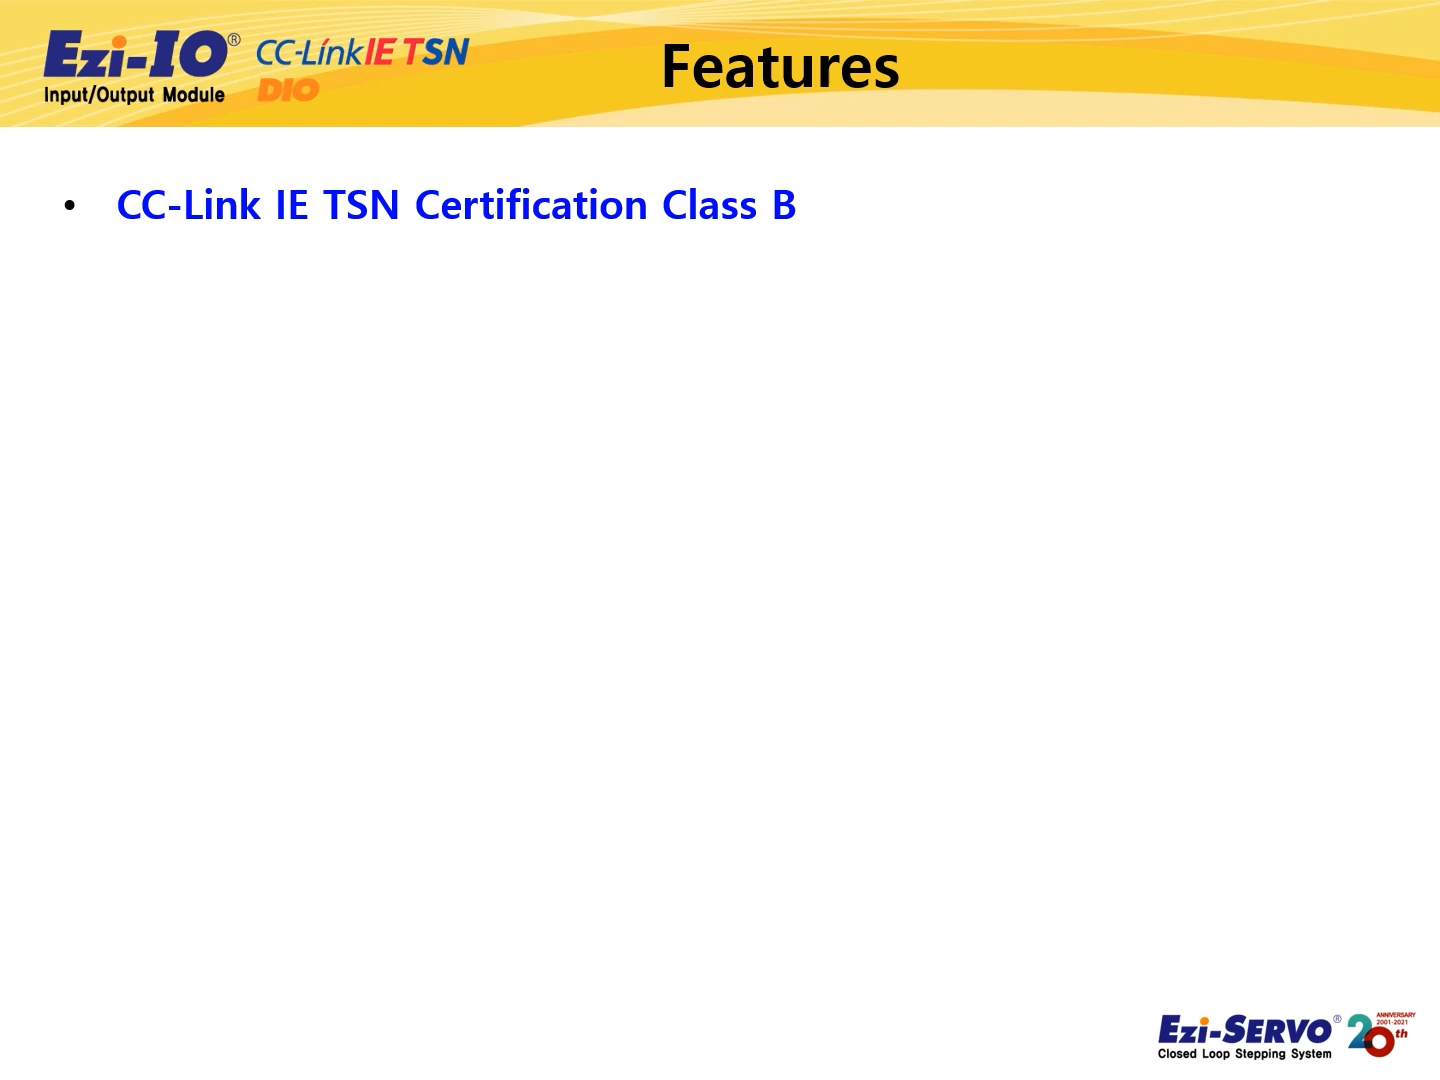 Ezi-IO® CC-Link IE TSN
Input/Output Module DIO
Features
• CC-Link IE TSN Certification Class B
Ezi-SERVO® 20th ANNIVERSARY 2001-2021
Closed Loop Stepping System